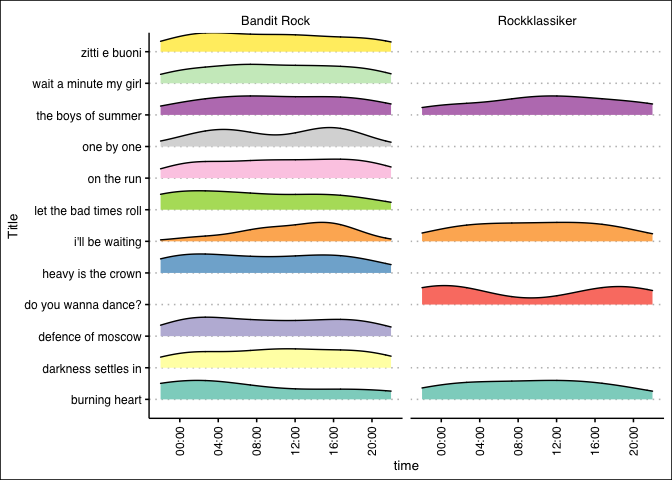 Bandit Rock
Rockklassiker
zitti e buoni
wait a minute my girl
the boys of summer
one by one
on the run
let the bad times roll
i'll be waiting
heavy is the crown
do you wanna dance?
defence of moscow
darkness settles in
burning heart
Title
00:00 04:00 08:00 12:00 16:00 20:00
00:00 04:00 08:00 12:00 16:00 20:00
time